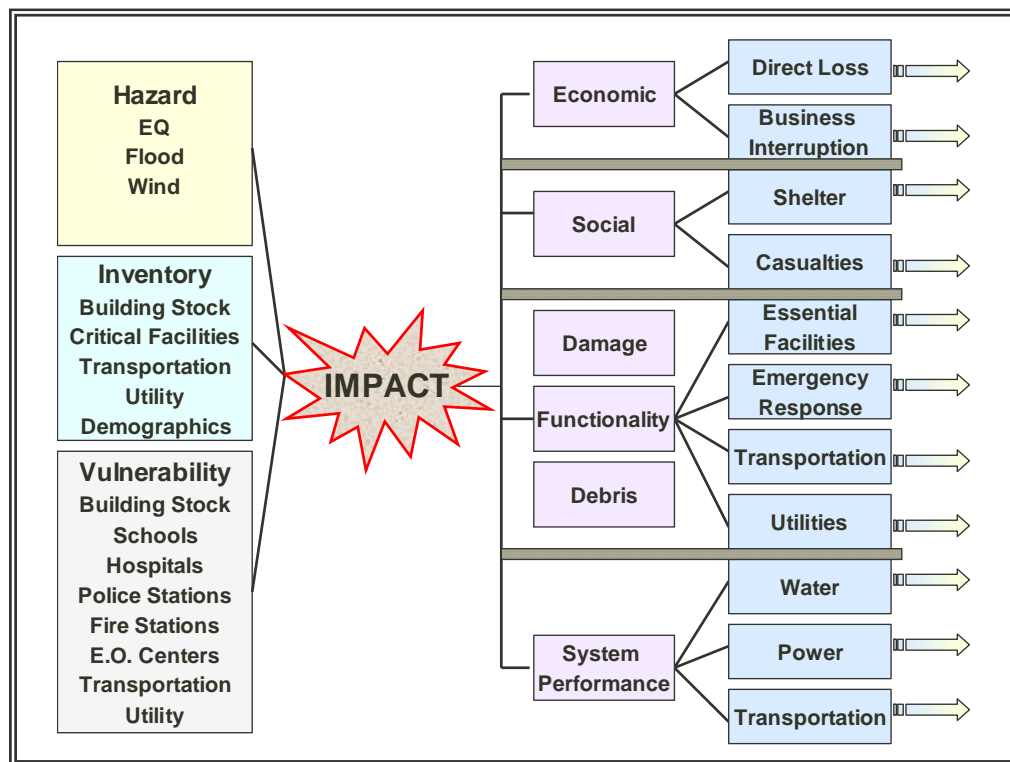 Hazard
EQ
Flood
Wind
Inventory
Building Stock
Critical Facilities
Transportation
Utility
Demographics
Vulnerability
Building Stock
Schools
Hospitals
Police Stations
Fire Stations
E.O. Centers
Transportation
Utility
IMPACT
Economic
Social
Damage
Functionality
Debris
System
Performance
Direct Loss
Business
Interruption
Shelter
Casualties
Essential
Facilities
Emergency
Response
Transportation
Utilities
Water
Power
Transportation